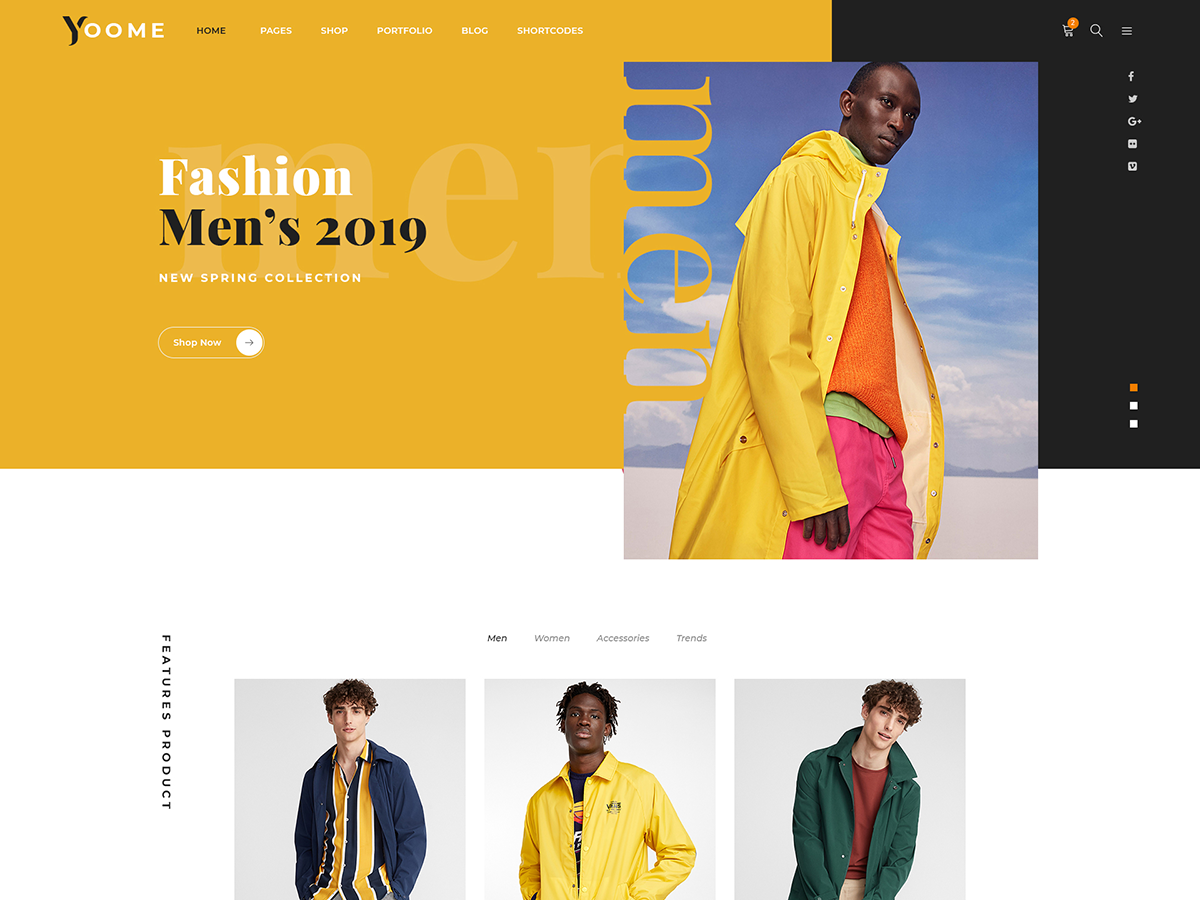 YOOME
HOME
PAGES
SHOP
PORTFOLIO
BLOG
SHORTCODES
2
men
men
Fashion
Men’s 2019
NEW SPRING COLLECTION
Shop Now
FEATURES PRODUCT
Men
Women
Accessories
Trends
VANS